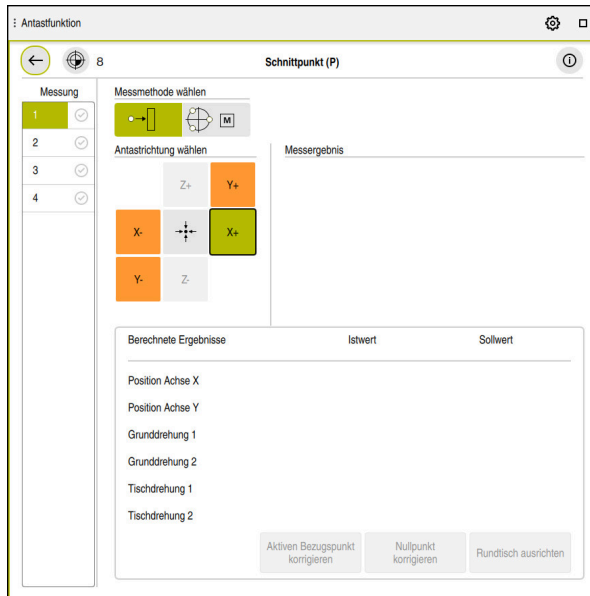 Antastfunktion
8
Schnittpunkt (P)
Messung
Messmethode wählen
1
M
2
Antastrichtung wählen
Messergebnis
3
Z+
Y+
4
X-
X+
Y-
Z-
Berechnete Ergebnisse Istwert Sollwert
Position Achse X
Position Achse Y
Grunddrehung 1
Grunddrehung 2
Tischdrehung 1
Tischdrehung 2
Aktiven Bezugspunkt
korrigieren
Nullpunkt
korrigieren
Rundtisch ausrichten